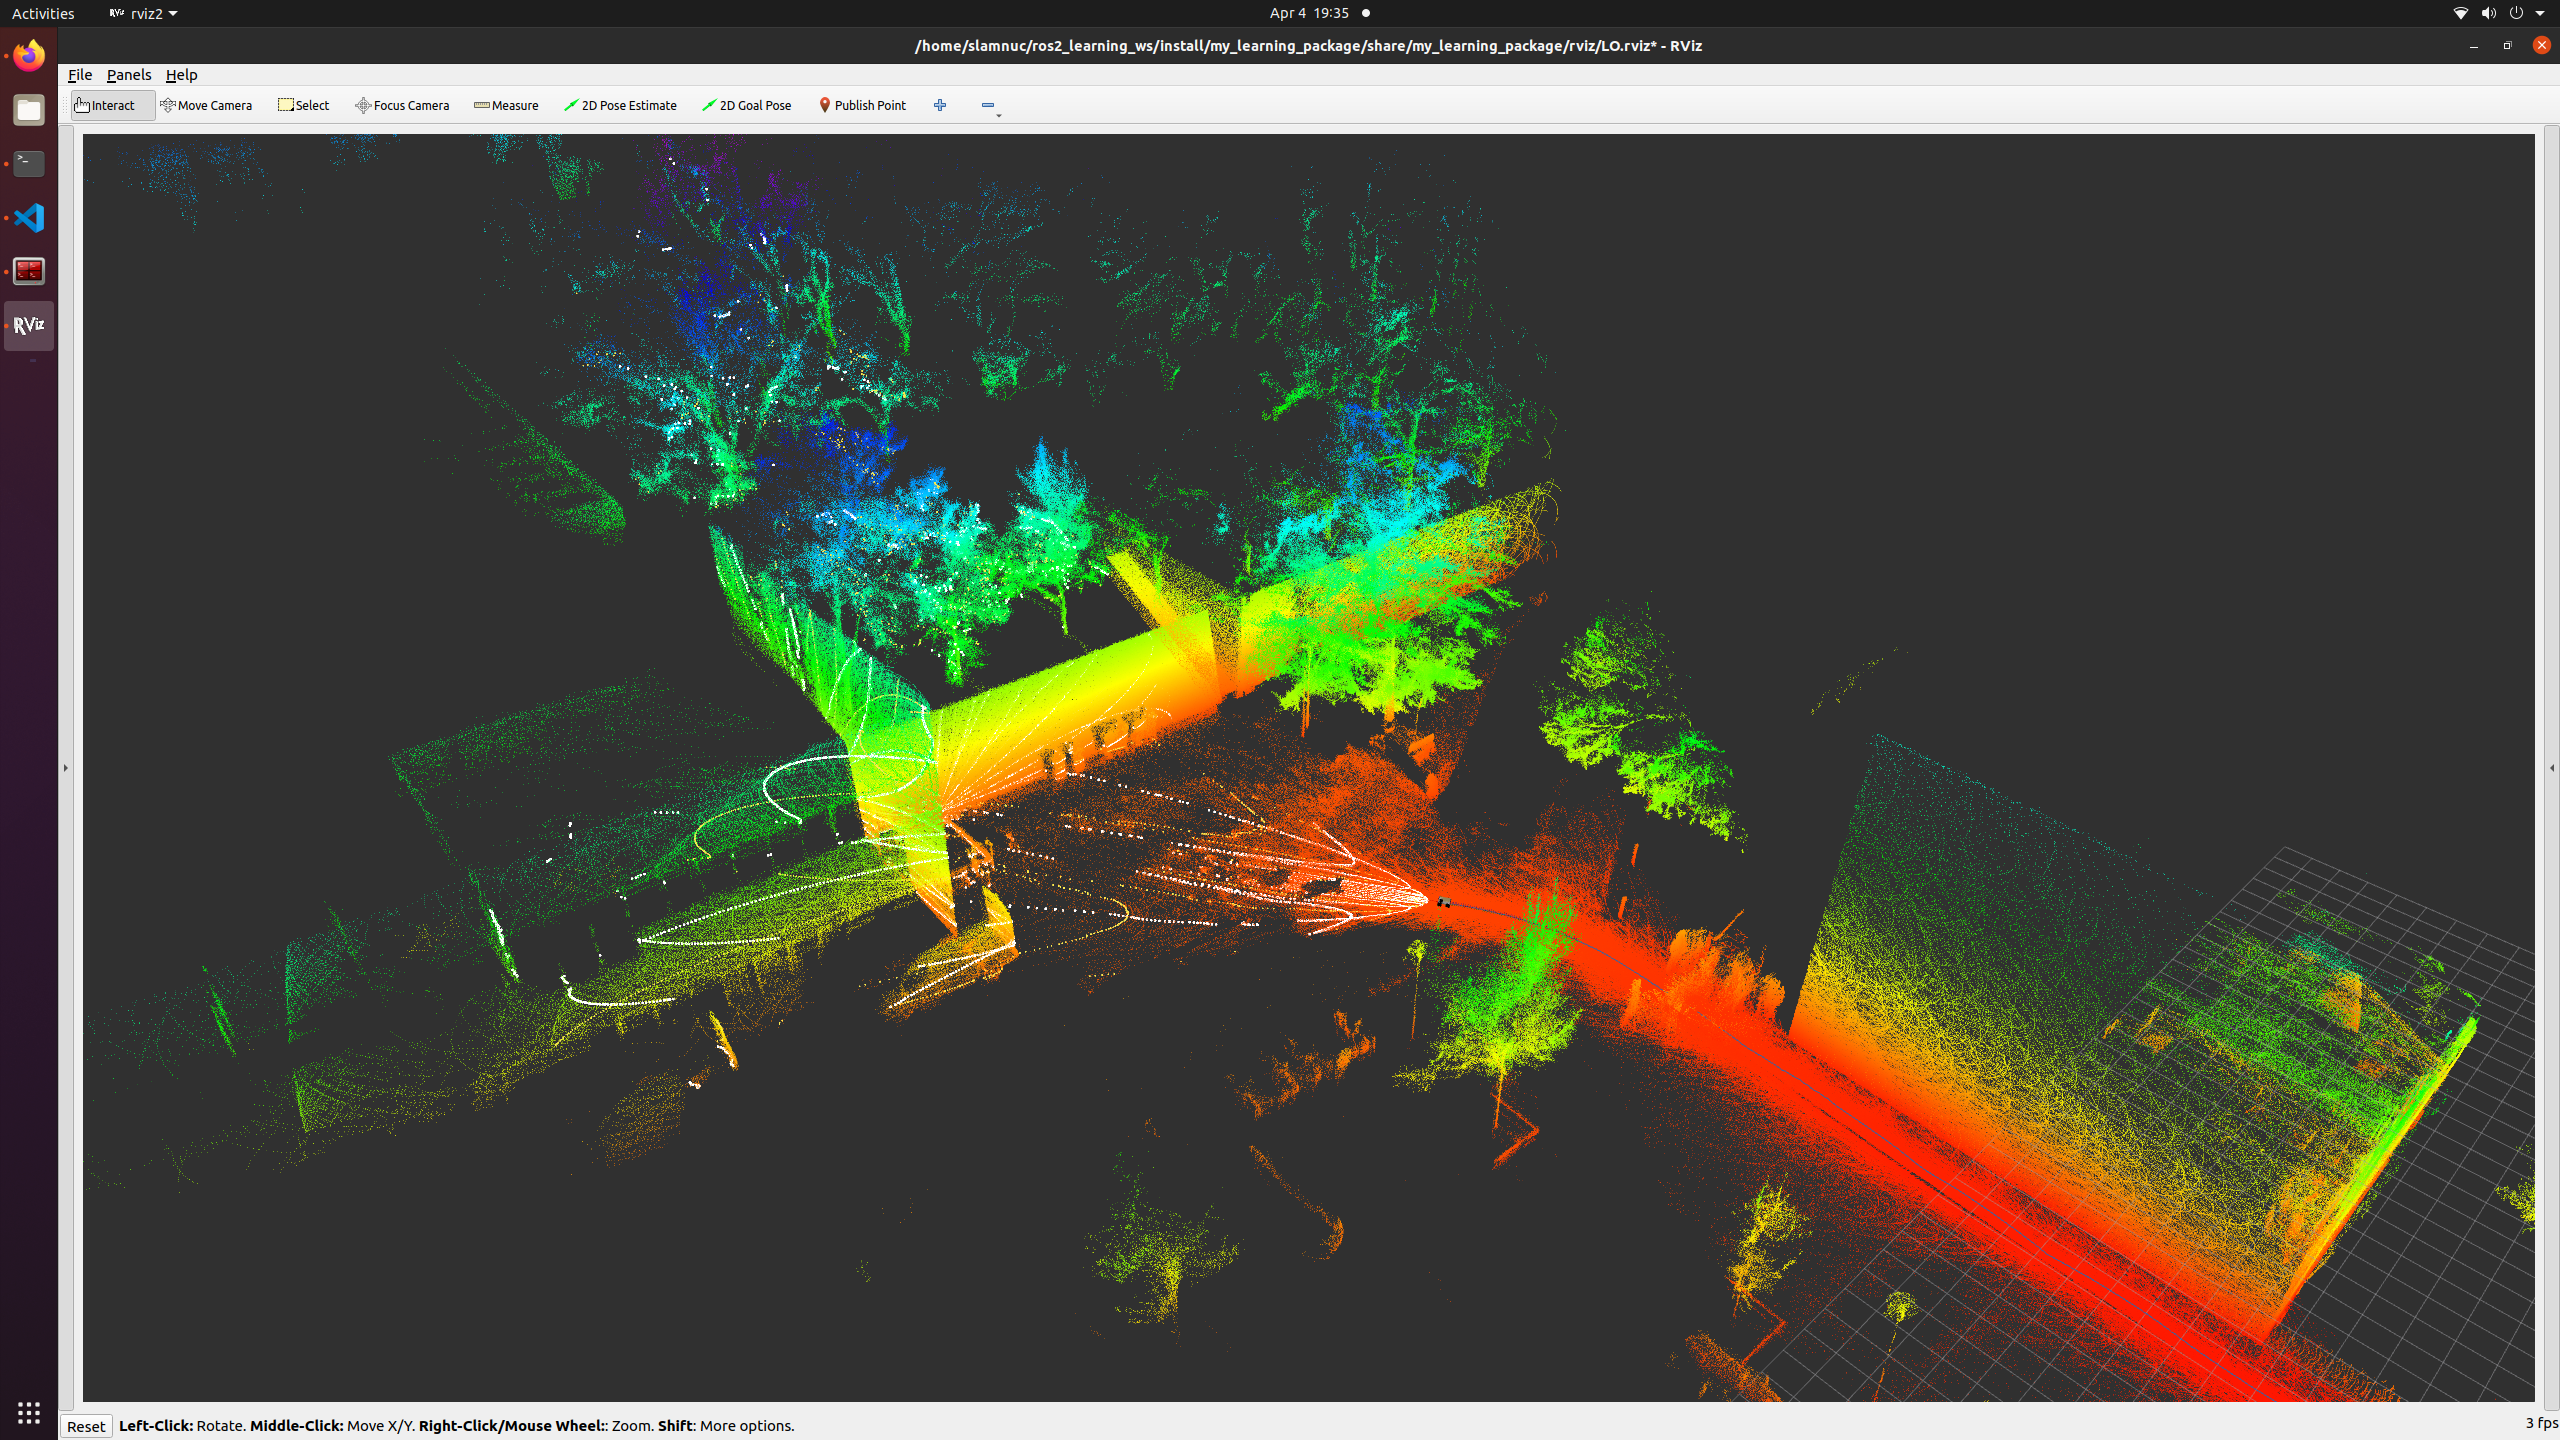 Activities RViz rviz2 Apr 4 19:35
/home/slamnuc/ros2_learning_ws/install/my_learning_package/share/my_learning_package/rviz/LO.rviz* - RViz
File Panels Help
Interact Move Camera Select Focus Camera Measure 2D Pose Estimate 2D Goal Pose Publish Point
RViz
Reset Left-Click: Rotate. Middle-Click: Move X/Y. Right-Click/Mouse Wheel:: Zoom. Shift: More options. 3 fps